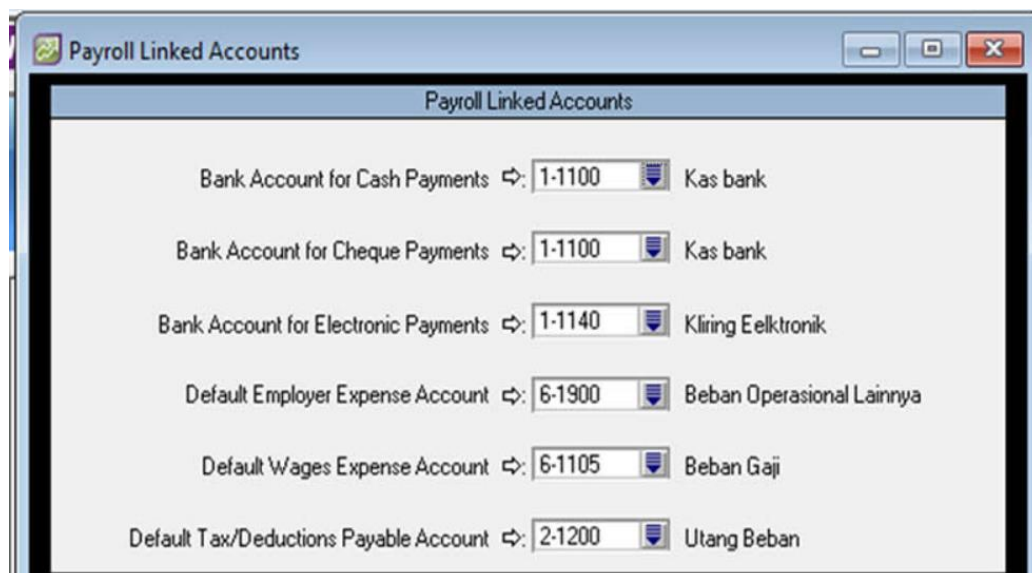 Payroll Linked Accounts
Payroll Linked Accounts
Bank Account for Cash Payments ⇨: 1-1100 Kas bank
Bank Account for Cheque Payments ⇨: 1-1100 Kas bank
Bank Account for Electronic Payments ⇨: 1-1140 Kliring Eelktronik
Default Employer Expense Account ⇨: 6-1900 Beban Operasional Lainnya
Default Wages Expense Account ⇨: 6-1105 Beban Gaji
Default Tax/Deductions Payable Account ⇨: 2-1200 Utang Beban